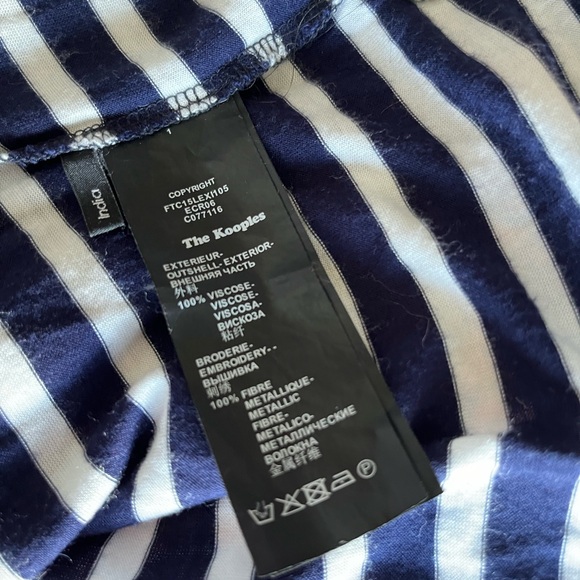 India
COPYRIGHT
FTC15LEXI105
ECR06
C077116
The Kooples
EXTERIEUR-
OUTSHELL-EXTERIOR-
ВНЕШНЯЯ ЧАСТЬ
外料
100% VISCOSE-
VISCOSE-
VISCOSA-
ВИСКОЗА
粘纤
BRODERIE-
EMBROIDERY--
ВЫШИВКА
刺绣
100% FIBRE
METALLIQUE-
METALLIC
FIBRE-
METALICO-
МЕТАЛЛИЧЕСКИЕ
ВОЛОКНА
金属纤维
P